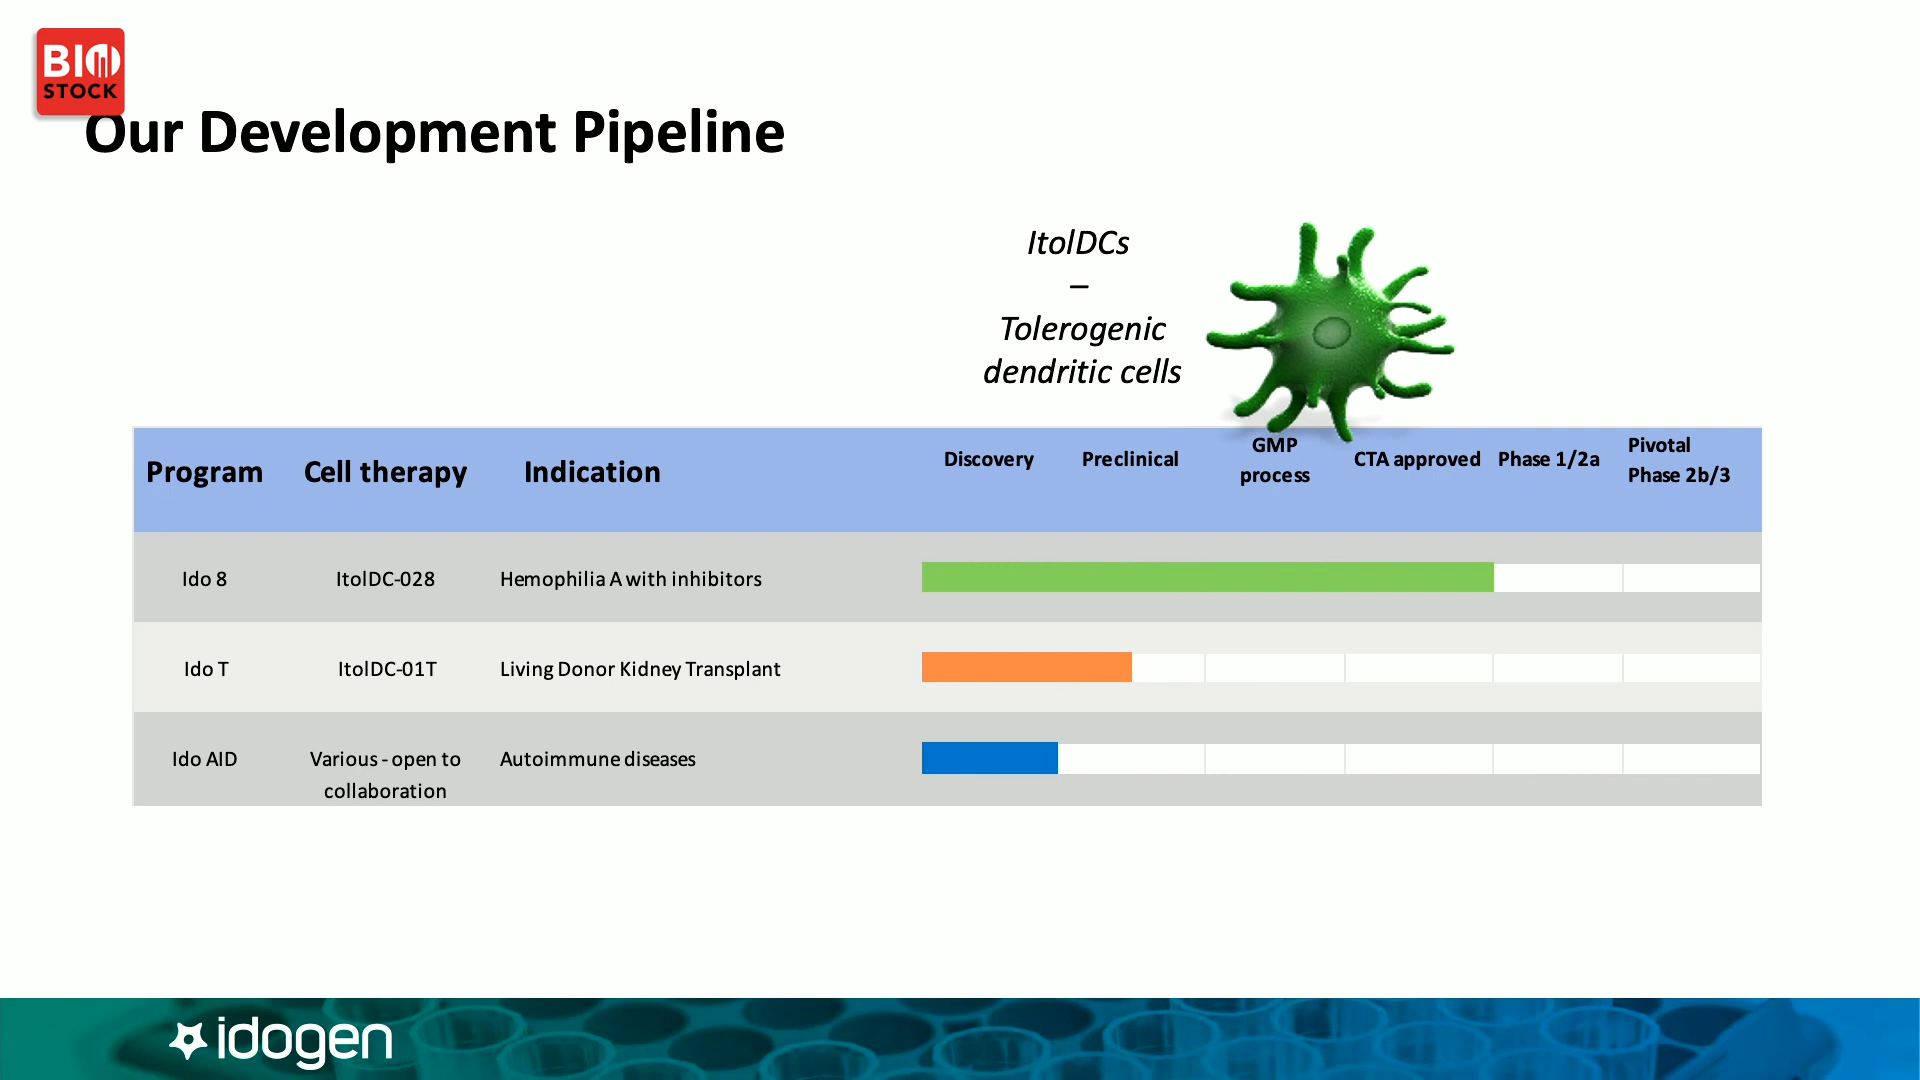 BIO
STOCK
Our Development Pipeline
ItolDCs
–
Tolerogenic
dendritic cells
Program Cell therapy Indication Discovery Preclinical GMP process CTA approved Phase 1/2a Pivotal Phase 2b/3
Ido 8 ItolDC-028 Hemophilia A with inhibitors
Ido T ItolDC-01T Living Donor Kidney Transplant
Ido AID Various - open to collaboration Autoimmune diseases
idogen